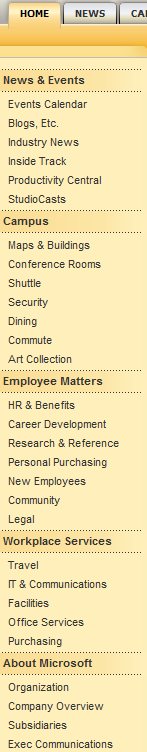 HOME NEWS
News & Events
Events Calendar
Blogs, Etc.
Industry News
Inside Track
Productivity Central
StudioCasts
Campus
Maps & Buildings
Conference Rooms
Shuttle
Security
Dining
Commute
Art Collection
Employee Matters
HR & Benefits
Career Development
Research & Reference
Personal Purchasing
New Employees
Community
Legal
Workplace Services
Travel
IT & Communications
Facilities
Office Services
Purchasing
About Microsoft
Organization
Company Overview
Subsidiaries
Exec Communications